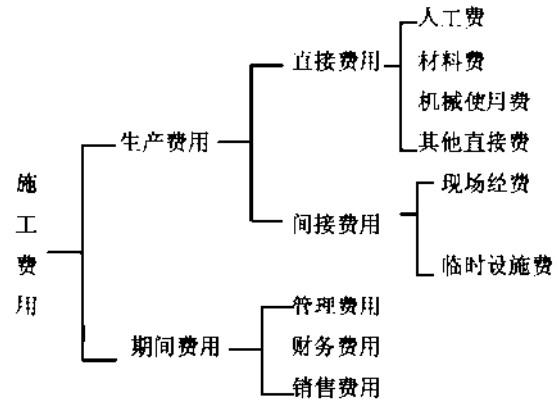 施工费用
生产费用
直接费用
人工费
材料费
机械使用费
其他直接费
间接费用
现场经费
临时设施费
期间费用
管理费用
财务费用
销售费用